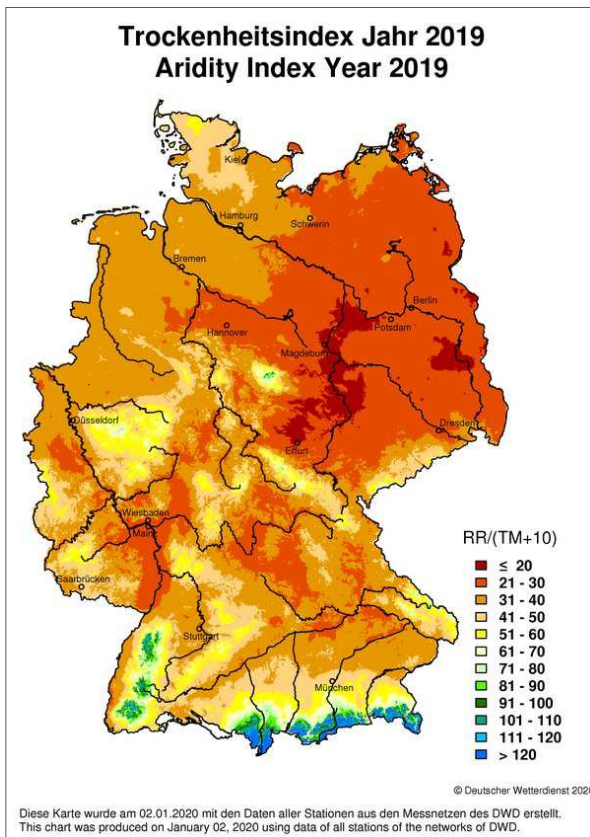 Trockenheitsindex Jahr 2019
Aridity Index Year 2019
Kiel
Hamburg
Schwerin
Bremen
Berlin
Hannover
Potsdam
Magdeburg
Düsseldorf
Dresden
Erfurt
Wiesbaden
Mainz
Saarbrücken
Stuttgart
München
RR/(TM+10)
≤ 20
21 - 30
31 - 40
41 - 50
51 - 60
61 - 70
71 - 80
81 - 90
91 - 100
101 - 110
111 - 120
> 120
© Deutscher Wetterdienst 2020
Diese Karte wurde am 02.01.2020 mit den Daten aller Stationen aus den Messnetzen des DWD erstellt.
This chart was produced on January 02, 2020 using data of all stations of the networks of DWD.